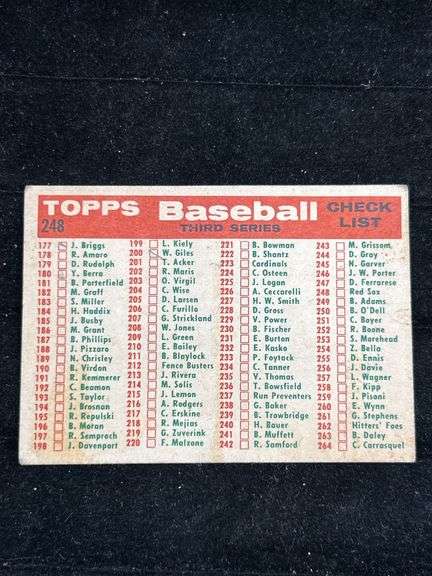 TOPPS Baseball CHECK
248 THIRD SERIES LIST
177 J. Briggs
178 R. Amaro
179 D. Rudolph
180 Y. Berra
181 B. Porterfield
182 M. Graff
183 S. Miller
184 H. Haddix
185 J. Busby
186 M. Grant
187 B. Phillips
188 J. Pizzaro
189 N. Chrisley
190 B. Virdon
191 R. Kemmerer
192 C. Beamon
193 S. Taylor
194 J. Brosnan
195 R. Repulski
196 B. Moran
197 R. Semproch
198 J. Davenport
199 L. Kiely
200 W. Giles
201 T. Acker
202 R. Maris
203 O. Virgil
204 C. Wise
205 D. Larsen
206 C. Furillo
207 G. Strickland
208 W. Jones
209 L. Green
210 E. Bailey
211 B. Blaylock
212 Fence Busters
213 J. Rivera
214 M. Solis
215 J. Lemon
216 A. Rodgers
217 C. Erskine
218 R. Mejias
219 G. Zuverink
220 F. Malzone
221 B. Bowman
222 B. Shantz
223 Cardinals
224 C. Osteen
225 J. Logan
226 A. Ceccarelli
227 H. W. Smith
228 D. Gross
229 V. Power
230 B. Fischer
231 E. Burton
232 E. Kasko
233 P. Foytack
234 C. Tanner
235 V. Thomas
236 T. Bowsfield
237 Run Preventers
238 G. Baker
239 B. Trowbridge
240 H. Bauer
241 B. Muffett
242 R. Samford
243 M. Grissom
244 D. Gray
245 N. Garver
246 J. W. Porter
247 D. Ferrarese
248 Red Sox
249 B. Adams
250 B. O'Dell
251 C. Boyer
252 R. Boone
253 S. Morehead
254 Z. Bella
255 D. Ennis
256 J. Davie
257 L. Wagner
258 F. Kipp
259 J. Pisoni
260 E. Wynn
261 G. Stephens
262 Hitters' Foes
263 B. Daley
264 C. Carrasquel